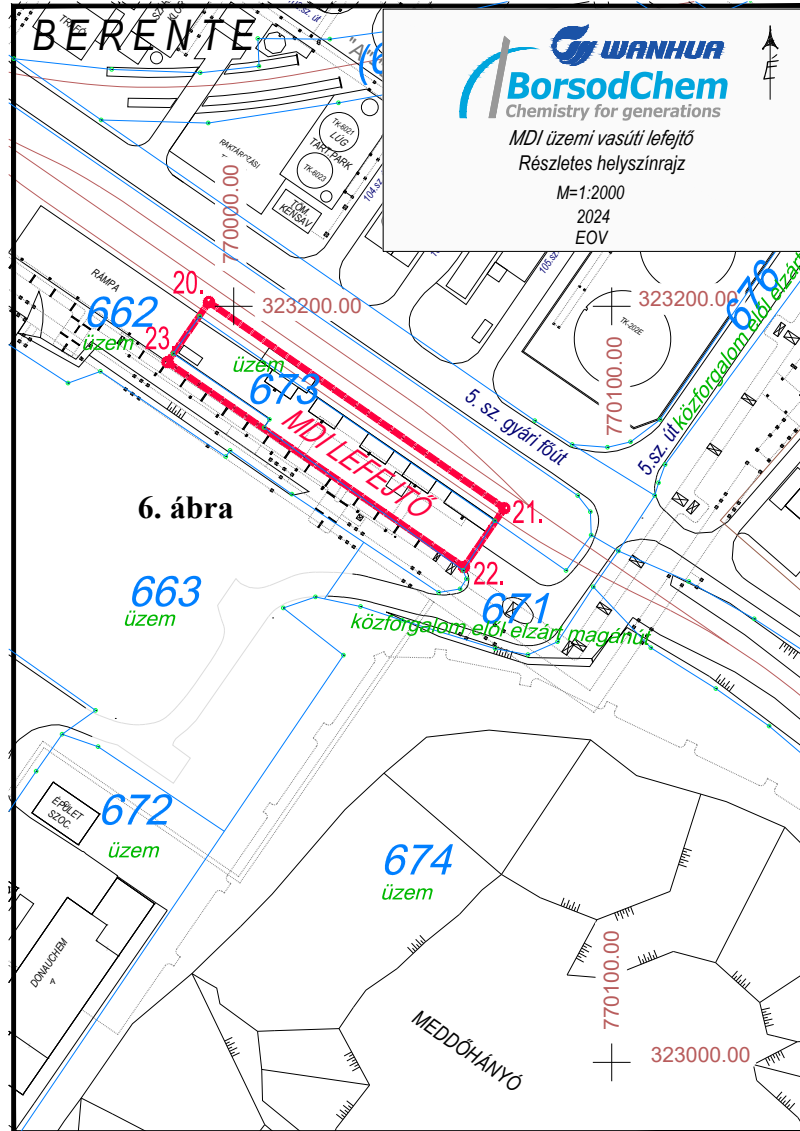 BERENTE
WANHUA
BorsodChem
Chemistry for generations
MDI üzemi vasúti lefejtő
Részletes helyszínrajz
M=1:2000
2024
EOV
TK-6021
LÚG
TART.PARK
TK-6023
TÖM.
KÉNSAV
770000.00
323200.00
323200.00
770100.00
TK-202E
676
közforgalom elől elzárt
5.sz. út
5. sz. gyári főút
RÁMPA
20.
662
üzem
23.
üzem
673
MDI LEFEJTŐ
21.
22.
6. ábra
663
üzem
671
közforgalom elől elzárt magánút
ÉPÜLET
SZOC.
672
üzem
674
üzem
DONAUCHEM
A
MEDDŐHÁNYÓ
770100.00
323000.00